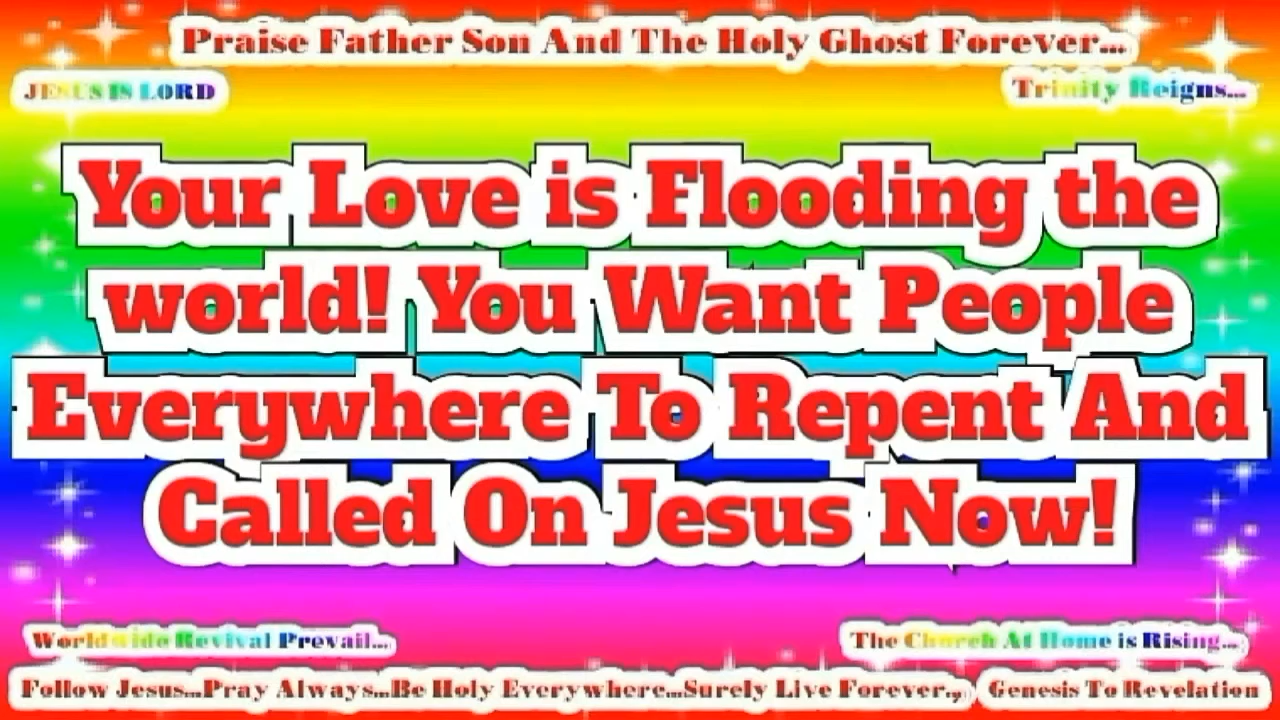 Praise Father Son And The Holy Ghost Forever...
JESUS IS LORD
Trinity Reigns...
Your Love is Flooding the
world! You Want People
Everywhere To Repent And
Called On Jesus Now!
Worldwide Revival Prevail...
The Church At Home is Rising...
Follow Jesus...Pray Always...Be Holy Everywhere...Surely Live Forever.., Genesis To Revelation